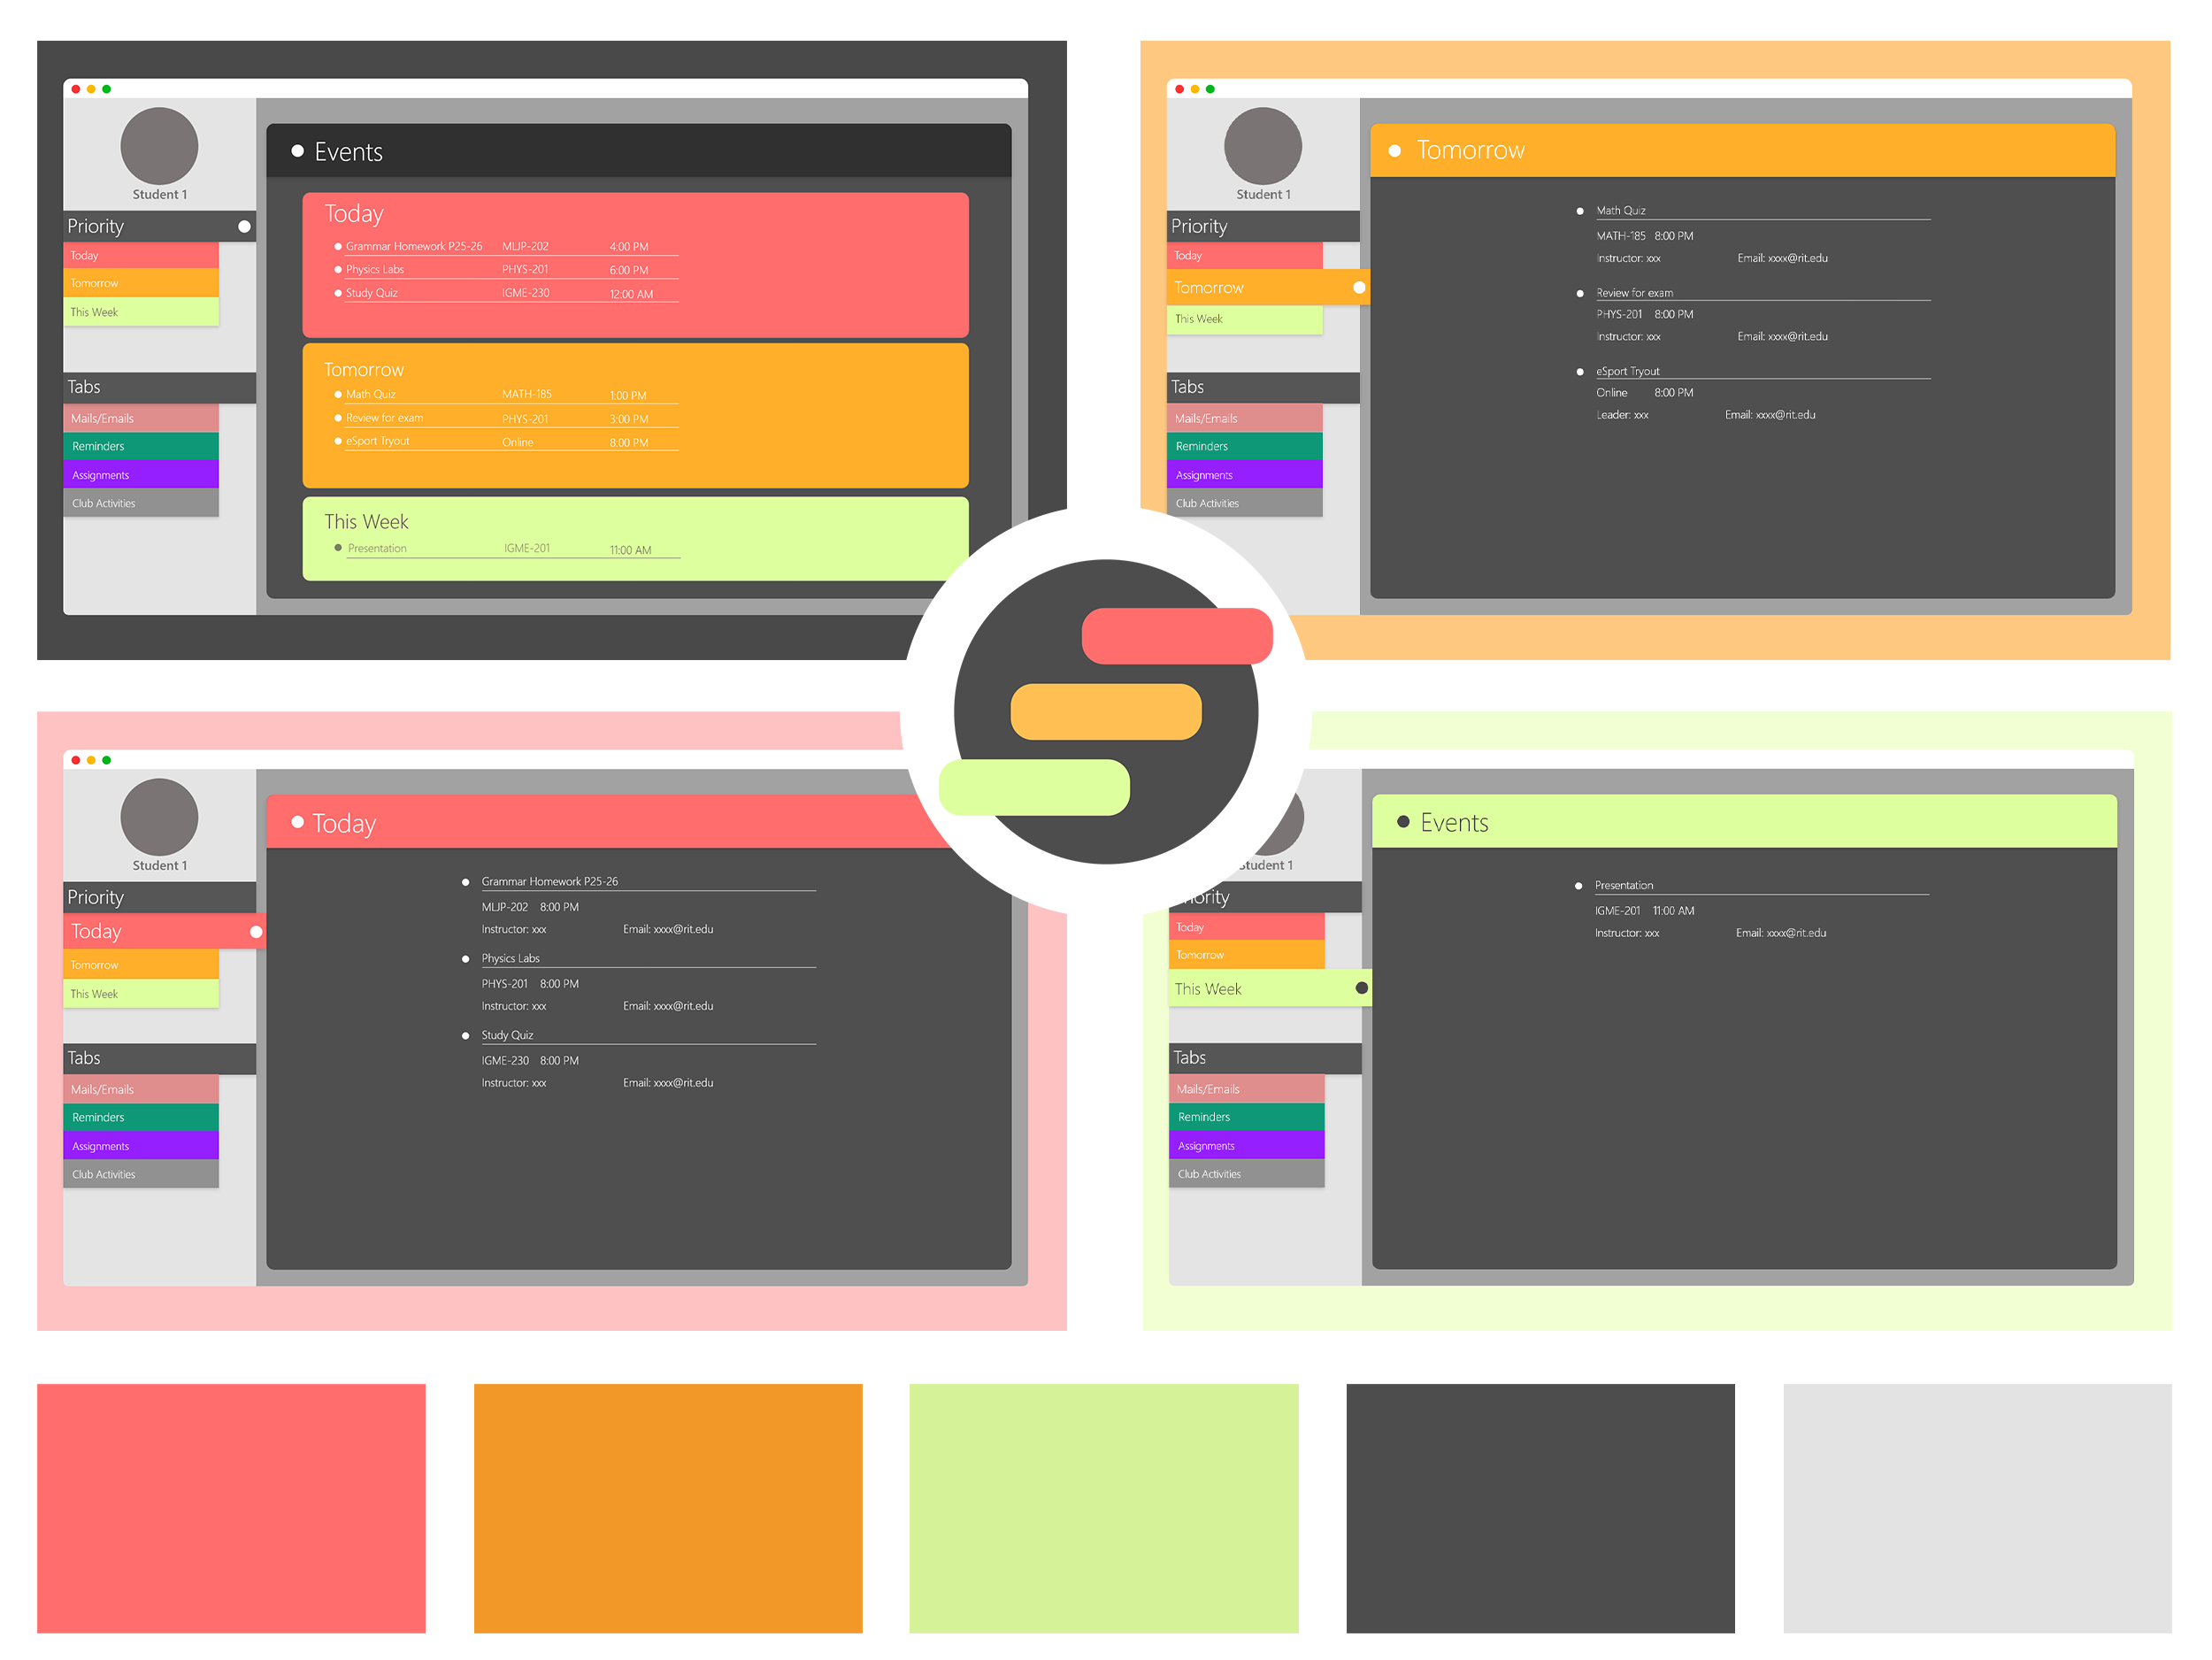 Student 1
Priority
Today
Tomorrow
This Week
Tabs
Mails/Emails
Reminders
Assignments
Club Activities
Events
Today
Grammar Homework P25-26 MLJP-202 4:00 PM
Physics Labs PHYS-201 6:00 PM
Study Quiz IGME-230 12:00 AM
Tomorrow
Math Quiz MATH-185 1:00 PM
Review for exam PHYS-201 3:00 PM
eSport Tryout Online 8:00 PM
This Week
Presentation IGME-201 11:00 AM
Student 1
Priority
Today
Tomorrow
This Week
Tabs
Mails/Emails
Reminders
Assignments
Club Activities
Tomorrow
Math Quiz
MATH-185 8:00 PM
Instructor: xxx Email: xxxx@rit.edu
Review for exam
PHYS-201 8:00 PM
Instructor: xxx Email: xxxx@rit.edu
eSport Tryout
Online 8:00 PM
Leader: xxx Email: xxxx@rit.edu
Student 1
Priority
Today
Tomorrow
This Week
Tabs
Mails/Emails
Reminders
Assignments
Club Activities
Today
Grammar Homework P25-26
MLJP-202 8:00 PM
Instructor: xxx Email: xxxx@rit.edu
Physics Labs
PHYS-201 8:00 PM
Instructor: xxx Email: xxxx@rit.edu
Study Quiz
IGME-230 8:00 PM
Instructor: xxx Email: xxxx@rit.edu
Student 1
Priority
Today
Tomorrow
This Week
Tabs
Mails/Emails
Reminders
Assignments
Club Activities
Events
Presentation
IGME-201 11:00 AM
Instructor: xxx Email: xxxx@rit.edu